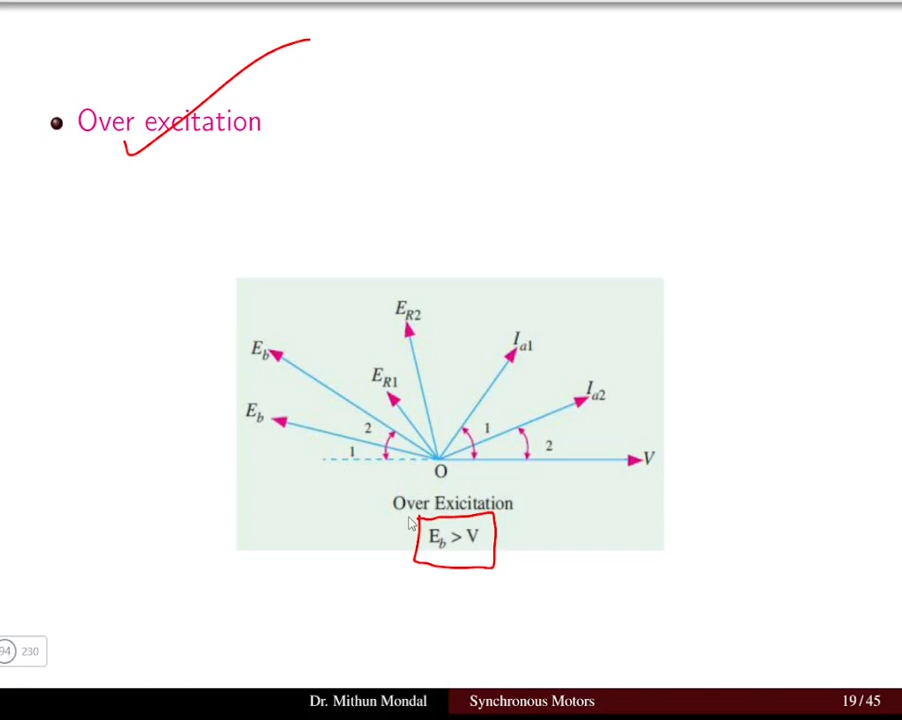 Over excitation
E_R2
E_b
I_a1
E_R1
I_a2
E_b
2
1
1
2
V
O
Over Exicitation
E_b > V
94 230
Dr. Mithun Mondal Synchronous Motors 19/45